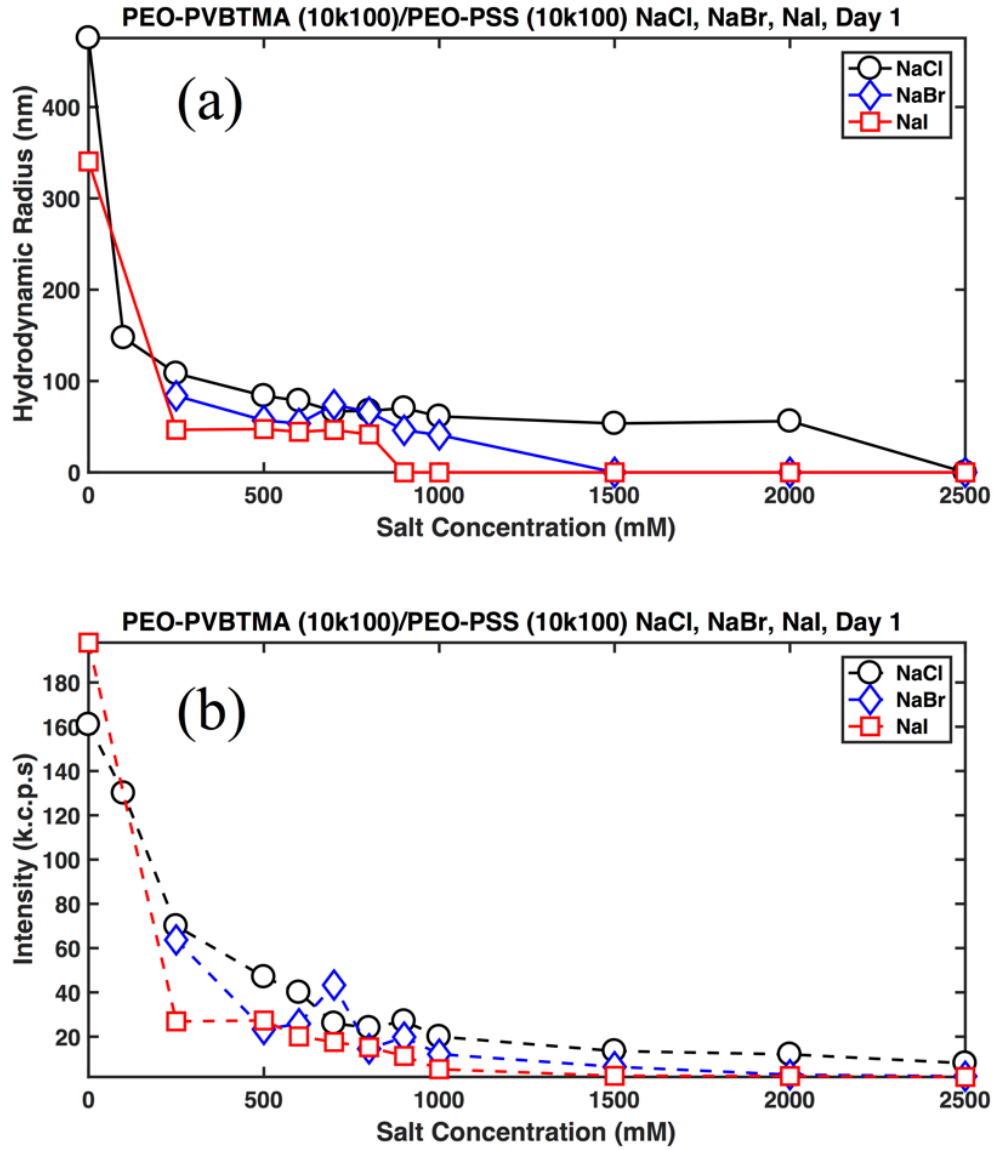 PEO-PVBTMA (10k100)/PEO-PSS (10k100) NaCl, NaBr, NaI, Day 1
(a)
NaCl
NaBr
NaI
Hydrodynamic Radius (nm)
400
300
200
100
0
0 500 1000 1500 2000 2500
Salt Concentration (mM)
PEO-PVBTMA (10k100)/PEO-PSS (10k100) NaCl, NaBr, NaI, Day 1
(b)
NaCl
NaBr
NaI
Intensity (k.c.p.s)
180
160
140
120
100
80
60
40
20
0 500 1000 1500 2000 2500
Salt Concentration (mM)